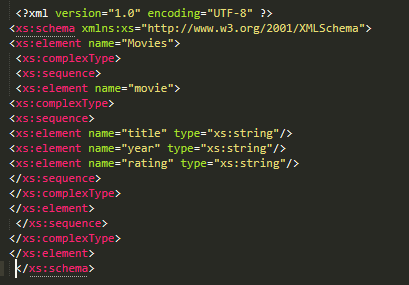 <?xml version="1.0" encoding="UTF-8" ?>
<xs:schema xmlns:xs="http://www.w3.org/2001/XMLSchema">
<xs:element name="Movies">
<xs:complexType>
<xs:sequence>
<xs:element name="movie">
<xs:complexType>
<xs:sequence>
<xs:element name="title" type="xs:string"/>
<xs:element name="year" type="xs:string"/>
<xs:element name="rating" type="xs:string"/>
</xs:sequence>
</xs:complexType>
</xs:element>
</xs:sequence>
</xs:complexType>
</xs:element>
</xs:schema>